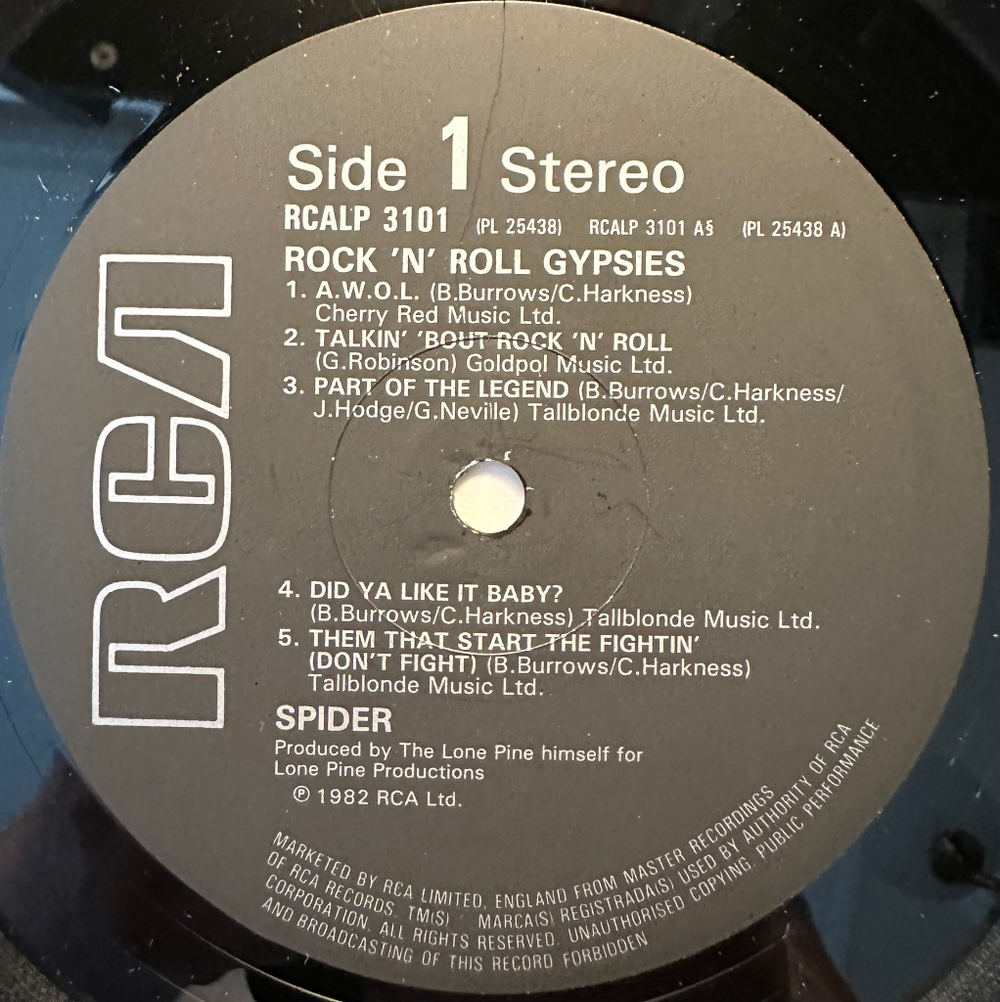 Side 1 Stereo
RCALP 3101 (PL 25438) RCALP 3101 A§ (PL 25438 A)
ROCK 'N' ROLL GYPSIES
1. A.W.O.L. (B.Burrows/C.Harkness)
Cherry Red Music Ltd.
2. TALKIN' 'BOUT ROCK 'N' ROLL
(G.Robinson) Goldpol Music Ltd.
3. PART OF THE LEGEND (B.Burrows/C.Harkness/
J.Hodge/G.Neville) Tallblonde Music Ltd.
RCA
4. DID YA LIKE IT BABY?
(B.Burrows/C.Harkness) Tallblonde Music Ltd.
5. THEM THAT START THE FIGHTIN'
(DON'T FIGHT) (B.Burrows/C.Harkness)
Tallblonde Music Ltd.
SPIDER
Produced by The Lone Pine himself for
Lone Pine Productions
℗ 1982 RCA Ltd.
MARKETED BY RCA LIMITED, ENGLAND FROM MASTER RECORDINGS
OF RCA RECORDS. TM(S) ' MARCA(S) REGISTRADA(S) USED BY AUTHORITY OF RCA
CORPORATION. ALL RIGHTS RESERVED. UNAUTHORISED COPYING. PUBLIC PERFORMANCE
AND BROADCASTING OF THIS RECORD FORBIDDEN